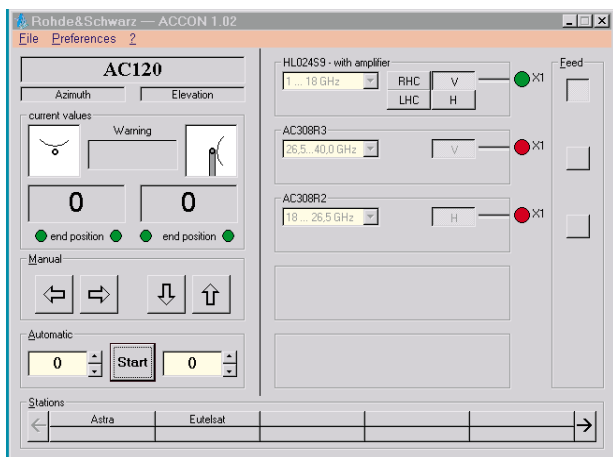 Rohde&Schwarz — ACCON 1.02
File Preferences ?
AC120
Azimuth Elevation
current values
Warning
0 0
end position end position
Manual
Automatic
0 Start 0
HL024S9 - with amplifier
1 ... 18 GHz RHC V X1
LHC H
AC308R3
26,5...40,0 GHz V X1
AC308R2
18 ... 26,5 GHz H X1
Feed
Stations
Astra Eutelsat